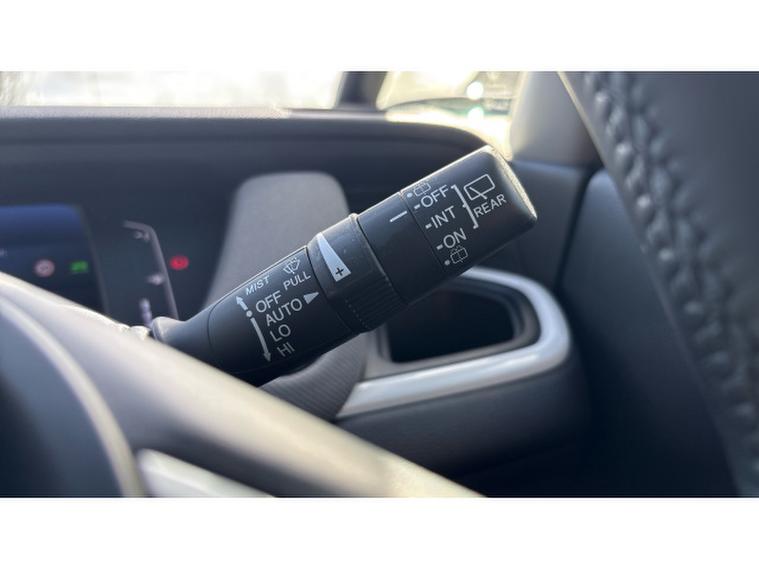 MIST
PULL
OFF
AUTO
LO
HI
+
OFF
INT
ON
REAR